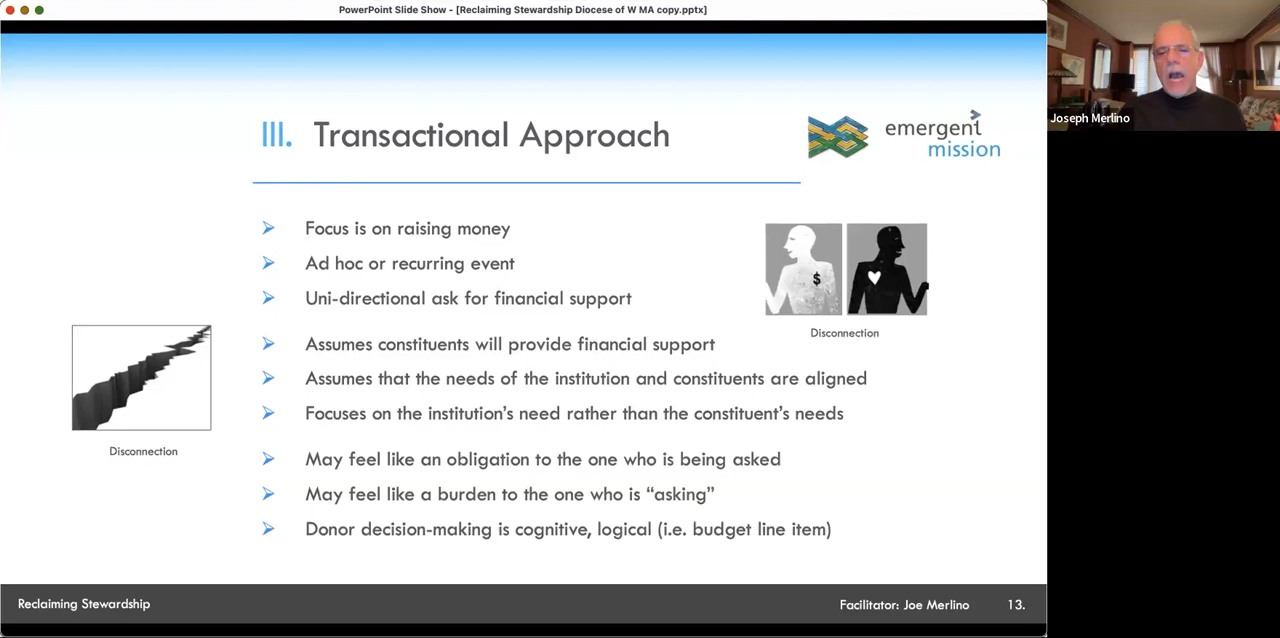 PowerPoint Slide Show - [Reclaiming Stewardship Diocese of W MA copy.pptx]
Joseph Merlino
III. Transactional Approach
emergent
mission
Focus is on raising money
Ad hoc or recurring event
Uni-directional ask for financial support
$
Disconnection
Assumes constituents will provide financial support
Assumes that the needs of the institution and constituents are aligned
Focuses on the institution's need rather than the constituent's needs
Disconnection
May feel like an obligation to the one who is being asked
May feel like a burden to the one who is “asking”
Donor decision-making is cognitive, logical (i.e. budget line item)
Reclaiming Stewardship
Facilitator: Joe Merlino
13.